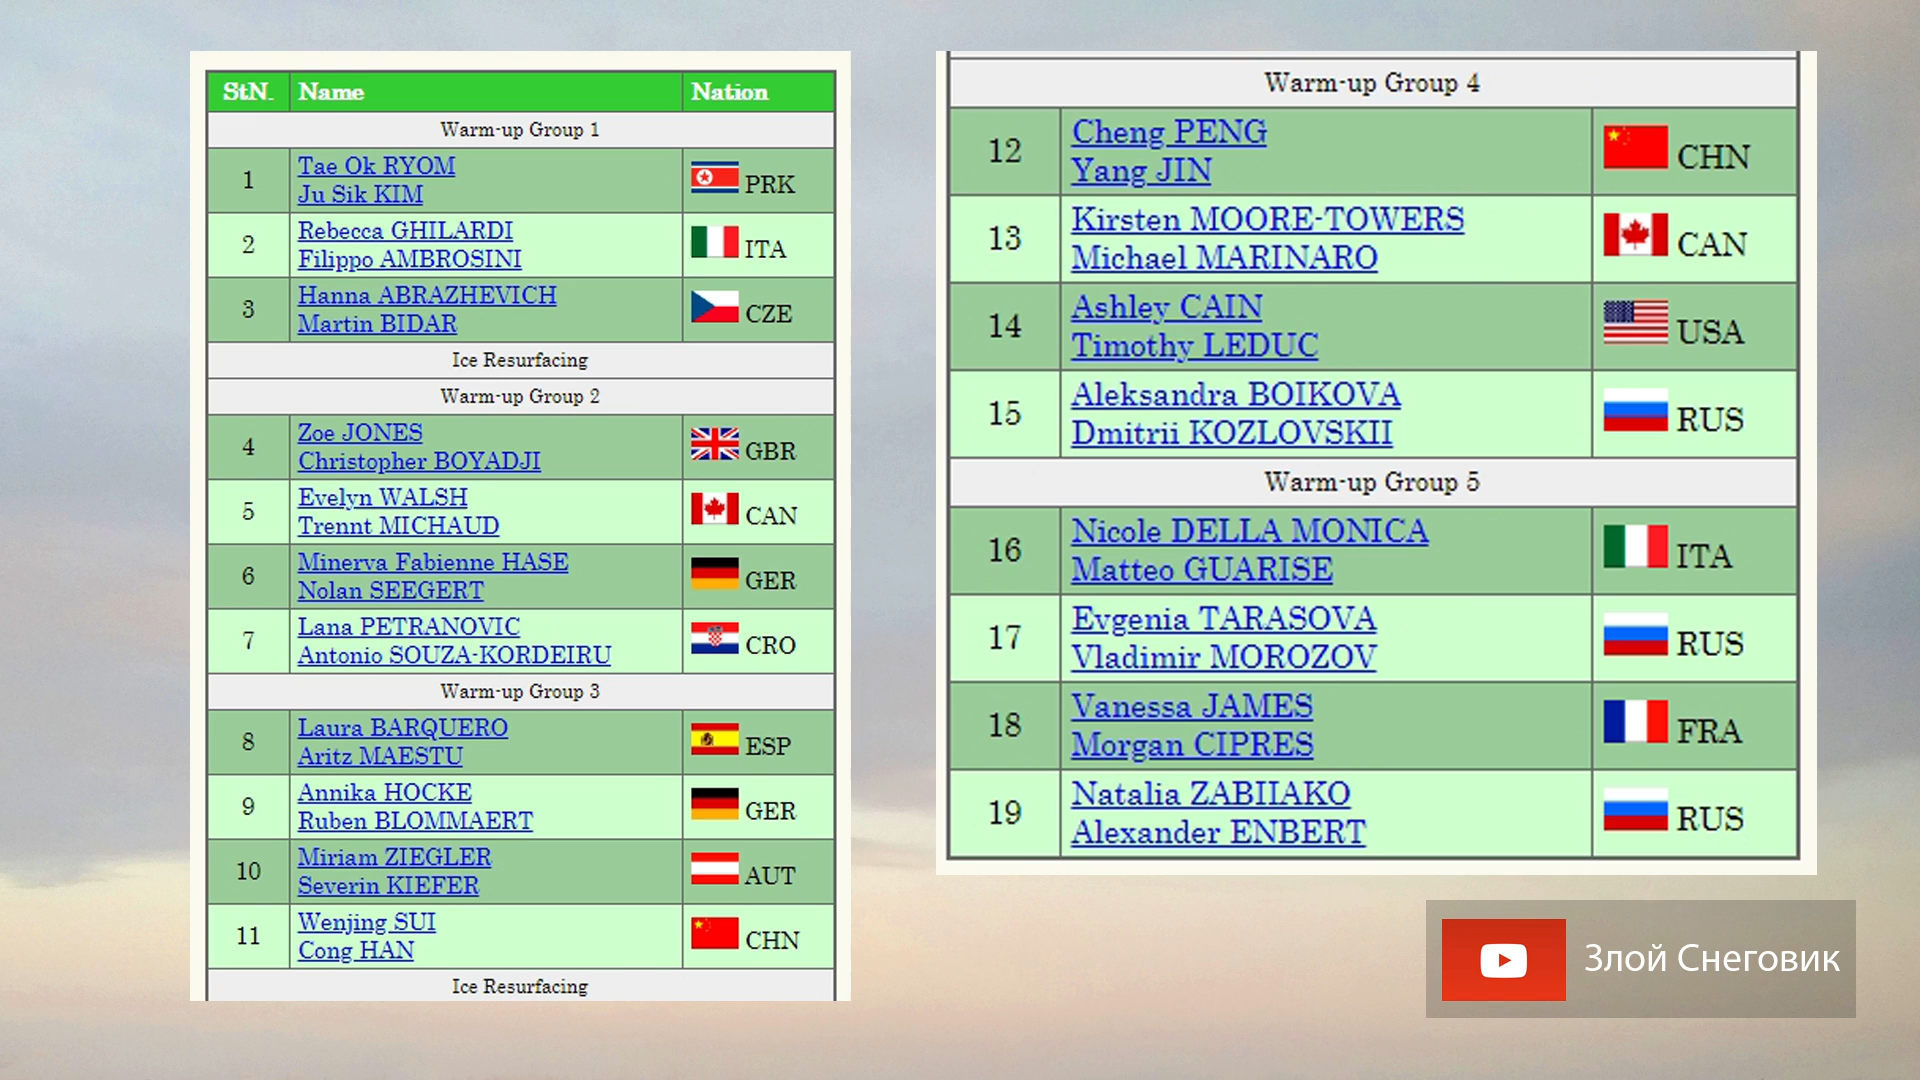 StN. Name Nation
Warm-up Group 1
1 Tae Ok RYOM PRK
Ju Sik KIM
2 Rebecca GHILARDI ITA
Filippo AMBROSINI
3 Hanna ABRAZHEVICH CZE
Martin BIDAR
Ice Resurfacing
Warm-up Group 2
4 Zoe JONES GBR
Christopher BOYADJI
5 Evelyn WALSH CAN
Trennt MICHAUD
6 Minerva Fabienne HASE GER
Nolan SEEGERT
7 Lana PETRANOVIC CRO
Antonio SOUZA-KORDEIRU
Warm-up Group 3
8 Laura BARQUERO ESP
Aritz MAESTU
9 Annika HOCKE GER
Ruben BLOMMAERT
10 Miriam ZIEGLER AUT
Severin KIEFER
11 Wenjing SUI CHN
Cong HAN
Ice Resurfacing
Warm-up Group 4
12 Cheng PENG CHN
Yang JIN
13 Kirsten MOORE-TOWERS CAN
Michael MARINARO
14 Ashley CAIN USA
Timothy LEDUC
15 Aleksandra BOIKOVA RUS
Dmitrii KOZLOVSKII
Warm-up Group 5
16 Nicole DELLA MONICA ITA
Matteo GUARISE
17 Evgenia TARASOVA RUS
Vladimir MOROZOV
18 Vanessa JAMES FRA
Morgan CIPRES
19 Natalia ZABIIAKO RUS
Alexander ENBERT
Злой Снеговик